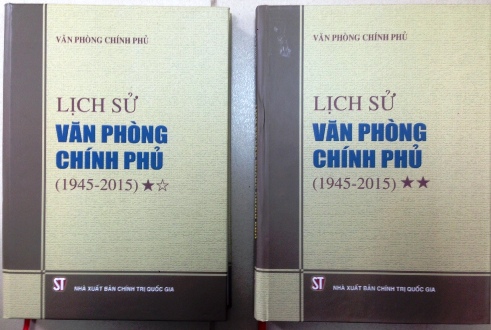 VĂN PHÒNG CHÍNH PHỦ
LỊCH SỬ
VĂN PHÒNG
CHÍNH PHỦ
(1945-2015) ★☆
ST NHÀ XUẤT BẢN CHÍNH TRỊ QUỐC GIA
VĂN PHÒNG CHÍNH PHỦ
LỊCH SỬ
VĂN PHÒNG
CHÍNH PHỦ
(1945-2015) ★★
ST NHÀ XUẤT BẢN CHÍNH TRỊ QUỐC GIA